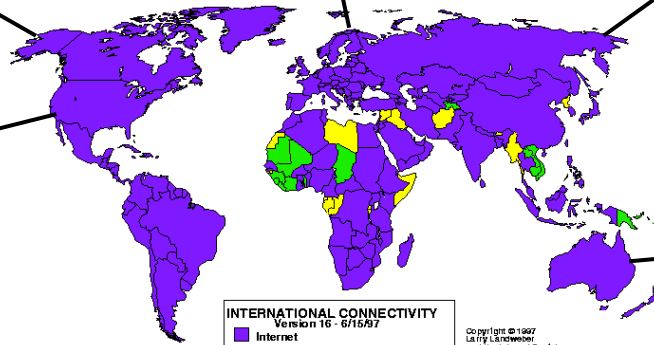 INTERNATIONAL CONNECTIVITY
Version 16 - 6/15/97
Internet
Copyright © 1997
Larry Landweber